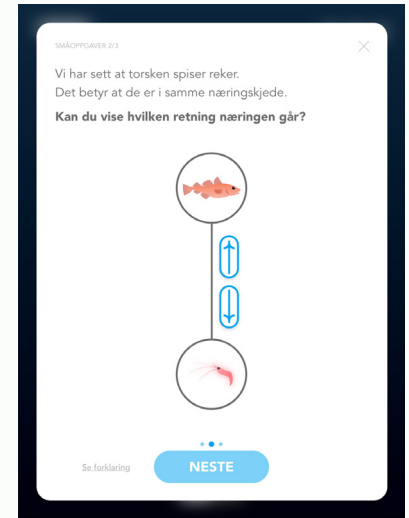 SMÅOPPGAVER 2/3
Vi har sett at torsken spiser reker.
Det betyr at de er i samme næringskjede.
Kan du vise hvilken retning næringen går?
Se forklaring
NESTE